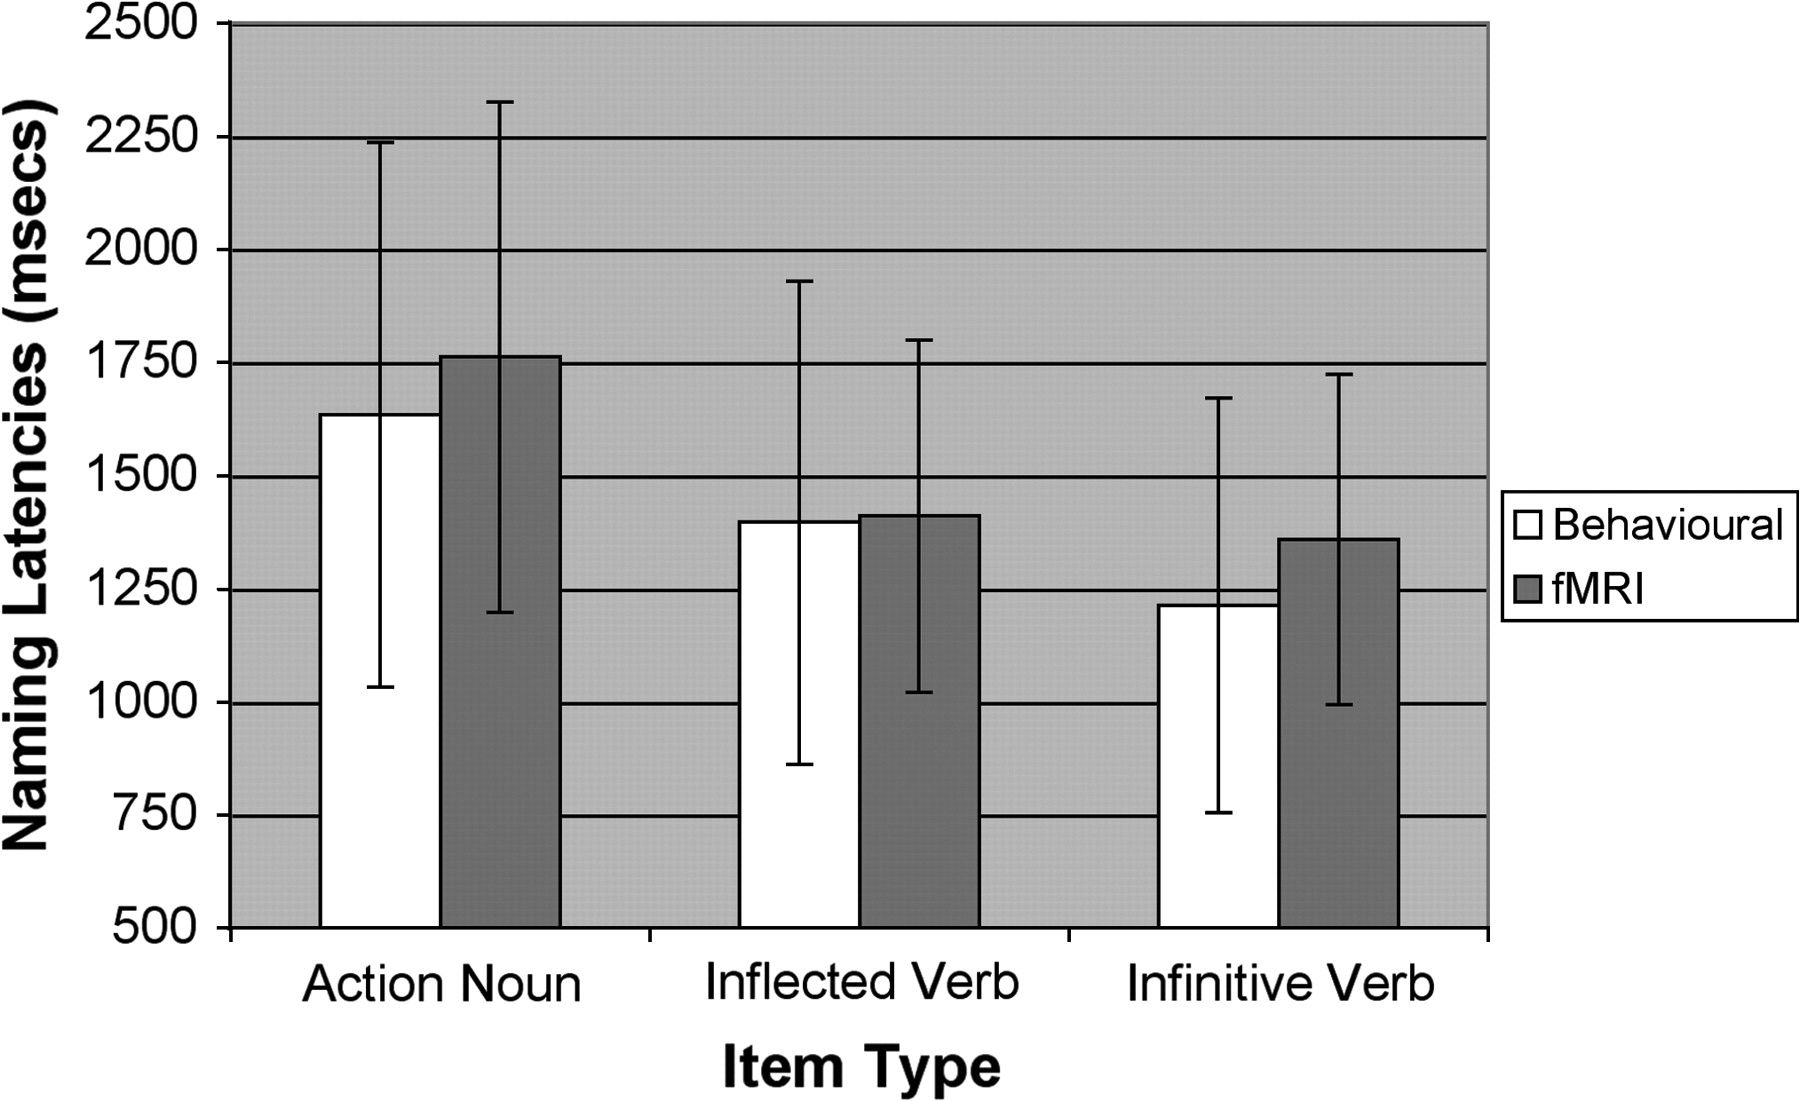 Naming Latencies (msecs)
2500
2250
2000
1750
1500
1250
1000
750
500
Action Noun
Inflected Verb
Infinitive Verb
Item Type
Behavioural
fMRI